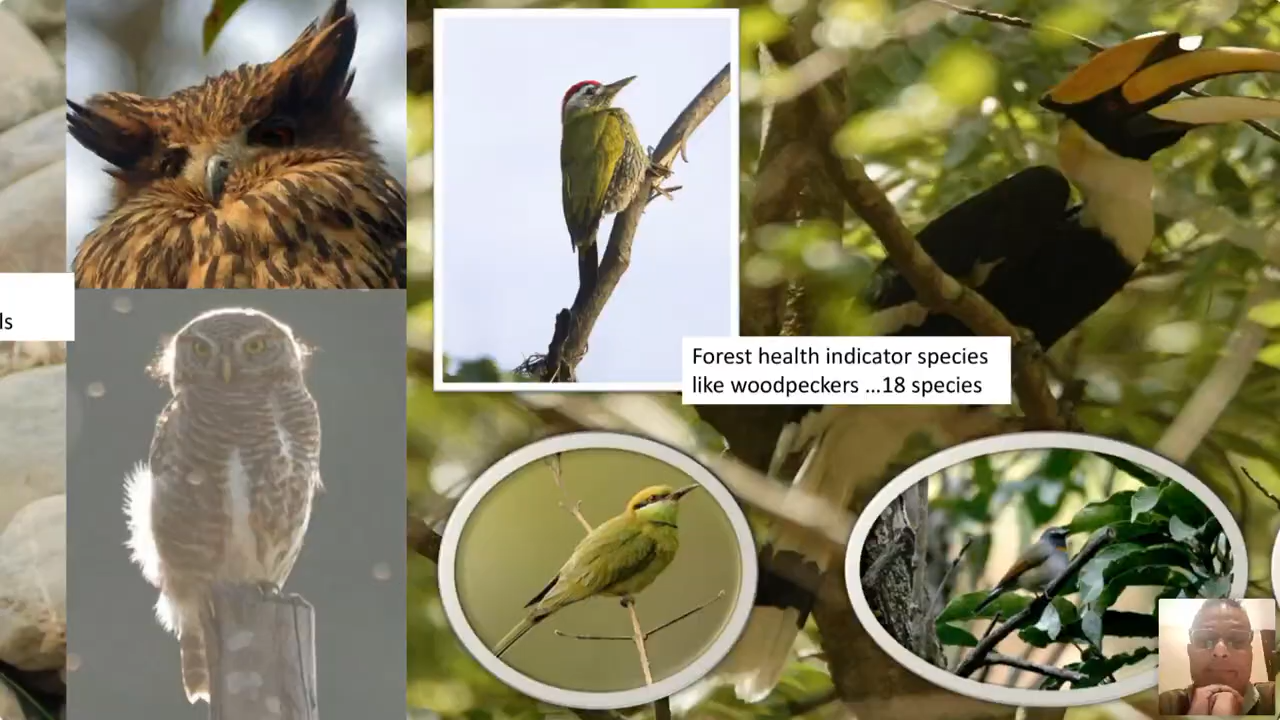 ls
Forest health indicator species
like woodpeckers ...18 species